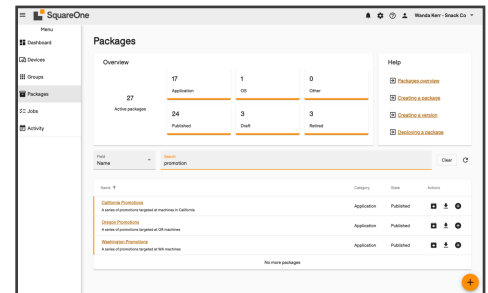 SquareOne
Wanda Kerr - Snack Co
Menu
Dashboard
Devices
Groups
Packages
Jobs
Activity
Packages
Overview
27
Active packages
17
Application
1
OS
0
Other
24
Published
3
Draft
3
Retired
Help
Packages overview
Creating a package
Creating a version
Deploying a package
Field
Name
Search
promotion
Clear
Name
Category
State
Actions
California Promotions
A series of promotions targeted at machines in California
Application
Published
Oregon Promotions
A series of promotions targeted at OR machines
Application
Published
Washington Promotions
A series of promotions targeted at WA machines
Application
Published
No more packages